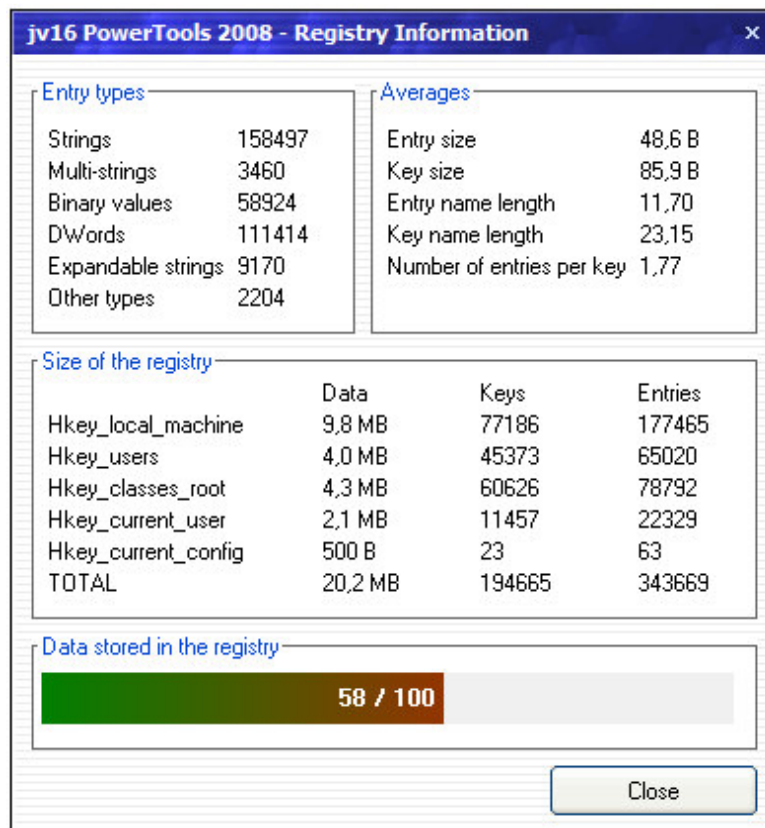 jv16 PowerTools 2008 - Registry Information
Entry types
Strings 158497
Multi-strings 3460
Binary values 58924
DWords 111414
Expandable strings 9170
Other types 2204
Averages
Entry size 48,6 B
Key size 85,9 B
Entry name length 11,70
Key name length 23,15
Number of entries per key 1,77
Size of the registry
Data Keys Entries
Hkey_local_machine 9,8 MB 77186 177465
Hkey_users 4,0 MB 45373 65020
Hkey_classes_root 4,3 MB 60626 78792
Hkey_current_user 2,1 MB 11457 22329
Hkey_current_config 500 B 23 63
TOTAL 20,2 MB 194665 343669
Data stored in the registry
58 / 100
Close